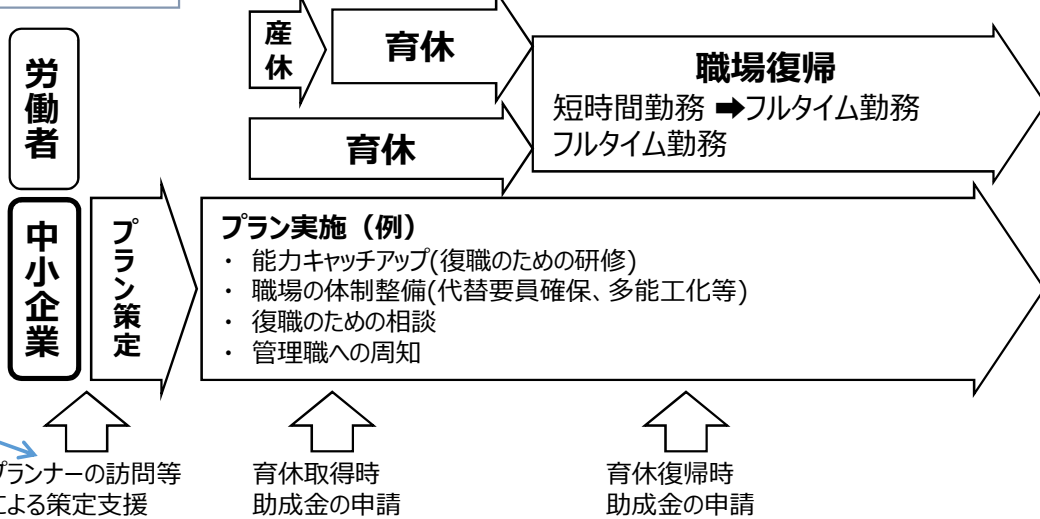 産休
育休
職場復帰
短時間勤務 ➡フルタイム勤務
フルタイム勤務
育休
労働者
中小企業
プラン策定
プラン実施（例）
・ 能力キャッチアップ(復職のための研修)
・ 職場の体制整備(代替要員確保、多能工化等)
・ 復職のための相談
・ 管理職への周知
プランナーの訪問等
による策定支援
育休取得時
助成金の申請
育休復帰時
助成金の申請